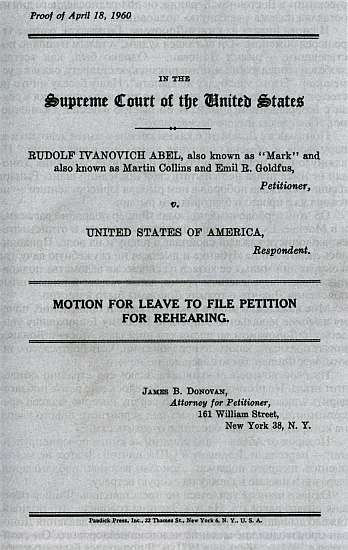 Proof of April 18, 1960
IN THE
Supreme Court of the United States
RUDOLF IVANOVICH ABEL, also known as "Mark" and
also known as Martin Collins and Emil R. Goldfus,
Petitioner,
v.
UNITED STATES OF AMERICA,
Respondent.
MOTION FOR LEAVE TO FILE PETITION
FOR REHEARING.
JAMES B. DONOVAN,
Attorney for Petitioner,
161 William Street,
New York 38, N. Y.
Pandick Press, Inc., 22 Thames St., New York 6, N. Y., U. S. A.